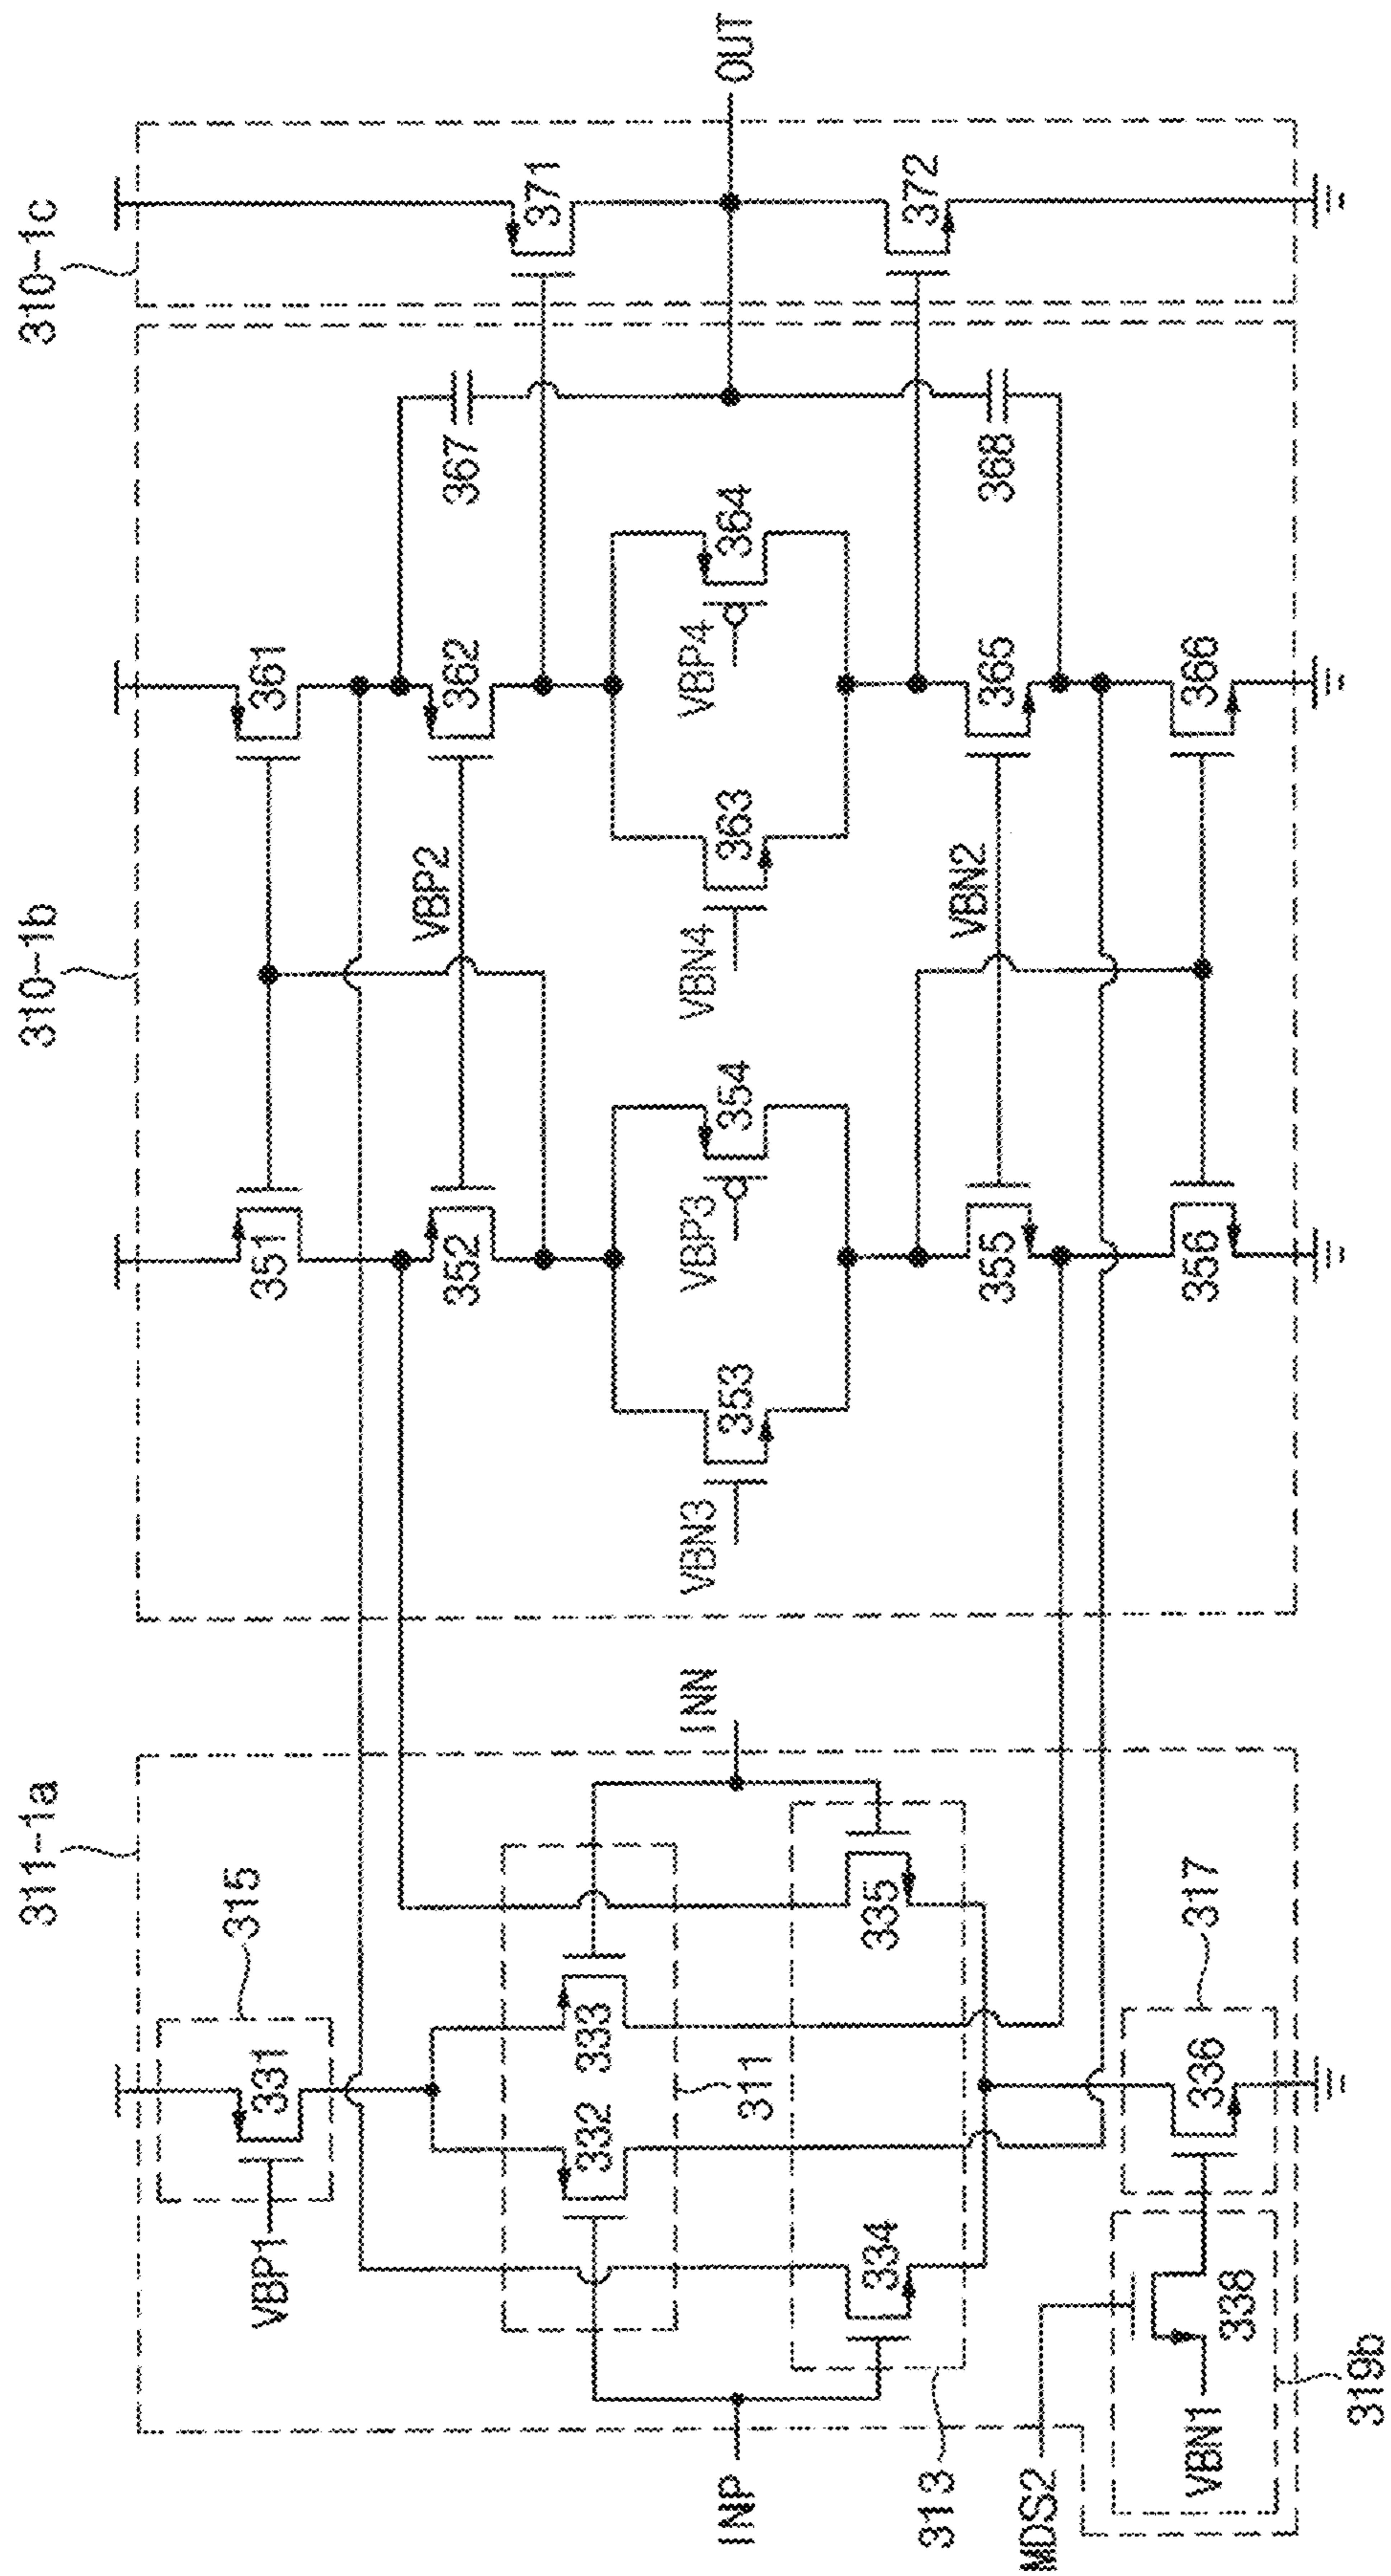 311-1a
310-1b
310-1c
315
VBP1
331
351
361
VBP2
352
362
367
371
INP
INN
332
333
311
VBN3
353
VBP3
354
VBN4
363
VBP4
364
OUT
334
335
313
VBN2
355
365
368
372
MDS2
VBN1
338
336
317
356
366
319b